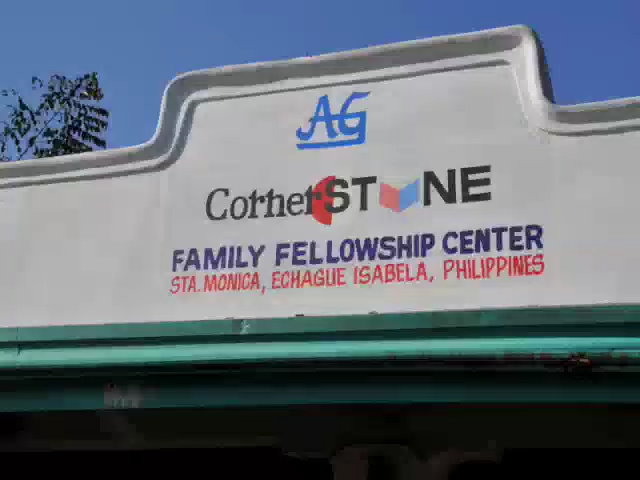 AG
CornerSTONE
FAMILY FELLOWSHIP CENTER
STA. MONICA, ECHAGUE ISABELA, PHILIPPINES